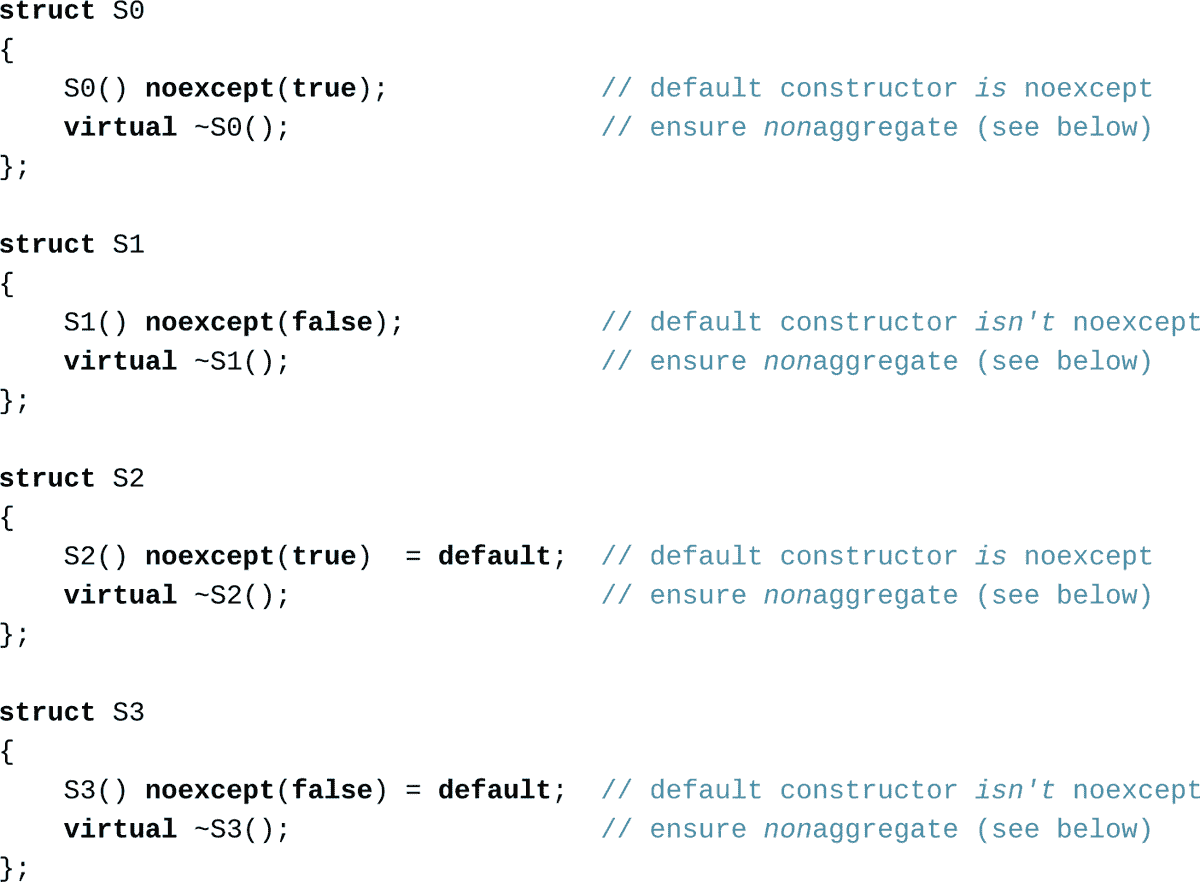 struct S0
{
    S0() noexcept(true);             // default constructor is noexcept
    virtual ~S0();                   // ensure nonaggregate (see below)
};

struct S1
{
    S1() noexcept(false);            // default constructor isn't noexcept
    virtual ~S1();                   // ensure nonaggregate (see below)
};

struct S2
{
    S2() noexcept(true)  = default;  // default constructor is noexcept
    virtual ~S2();                   // ensure nonaggregate (see below)
};

struct S3
{
    S3() noexcept(false) = default;  // default constructor isn't noexcept
    virtual ~S3();                   // ensure nonaggregate (see below)
};